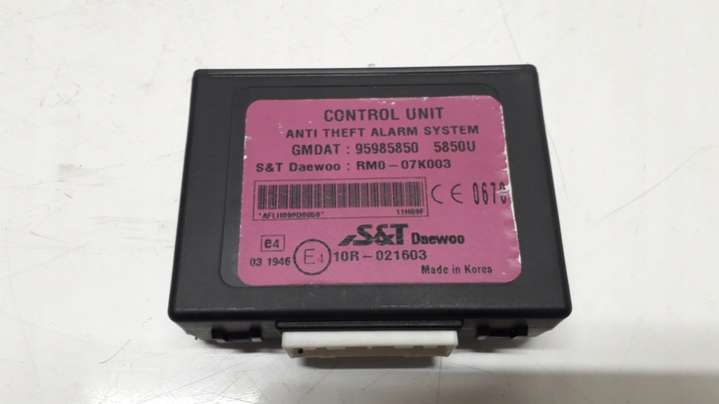 CONTROL UNIT
ANTI THEFT ALARM SYSTEM
GMDAT : 95985850 5850U
S&T Daewoo : RM0-07K003
CE 0678
S&T Daewoo
e4
03 1946 E4 10R-021603
Made in Korea